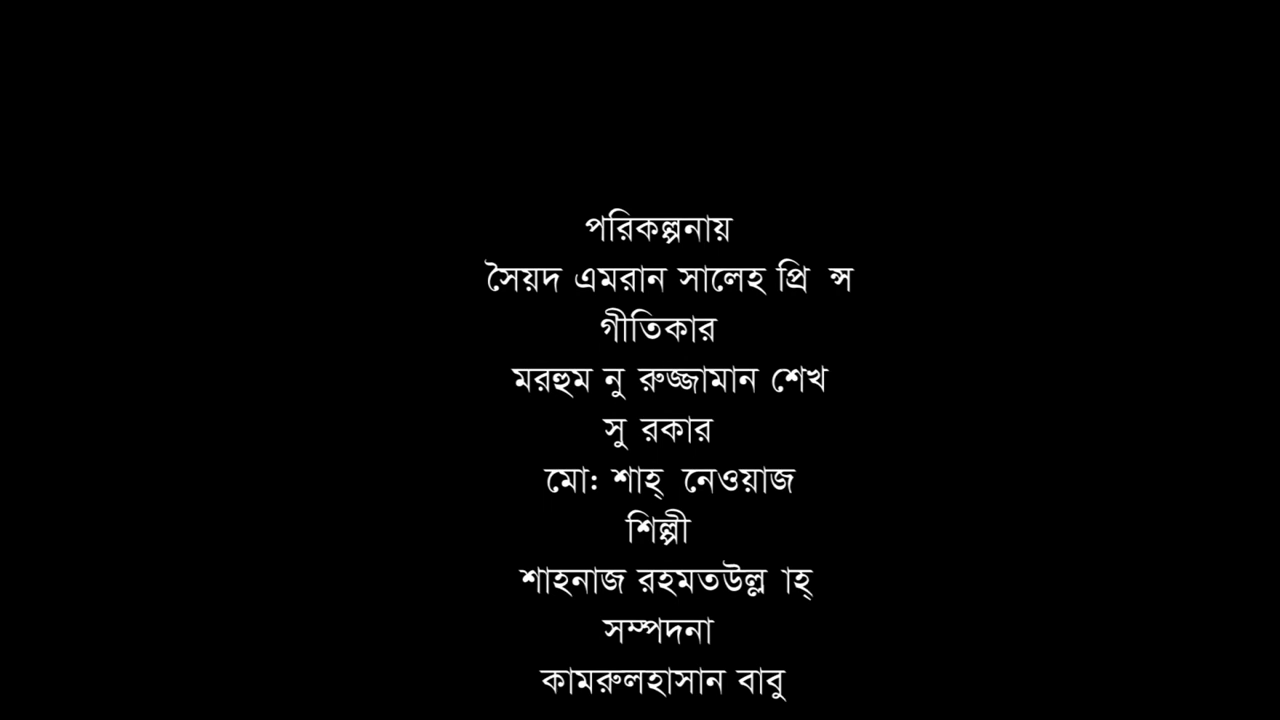 পরিকল্পনায়
সৈয়দ এমরান সালেহ প্রি ন্স
গীতিকার
মরহুম নু রুজ্জামান শেখ
সু রকার
মো: শাহ্ নেওয়াজ
শিল্পী
শাহনাজ রহমতউল্ল াহ্
সম্পদনা
কামরুলহাসান বাবু